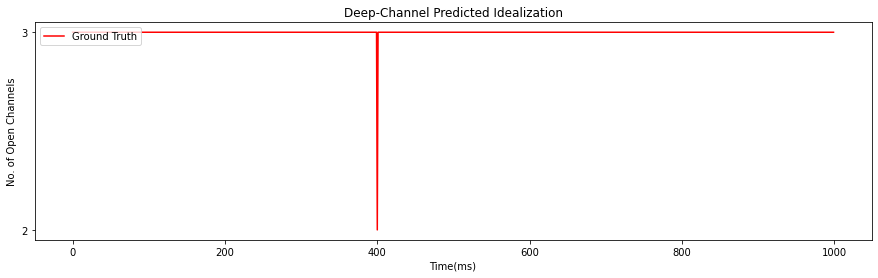 Deep-Channel Predicted Idealization
3
Ground Truth
No. of Open Channels
2
0 200 400 600 800 1000
Time(ms)